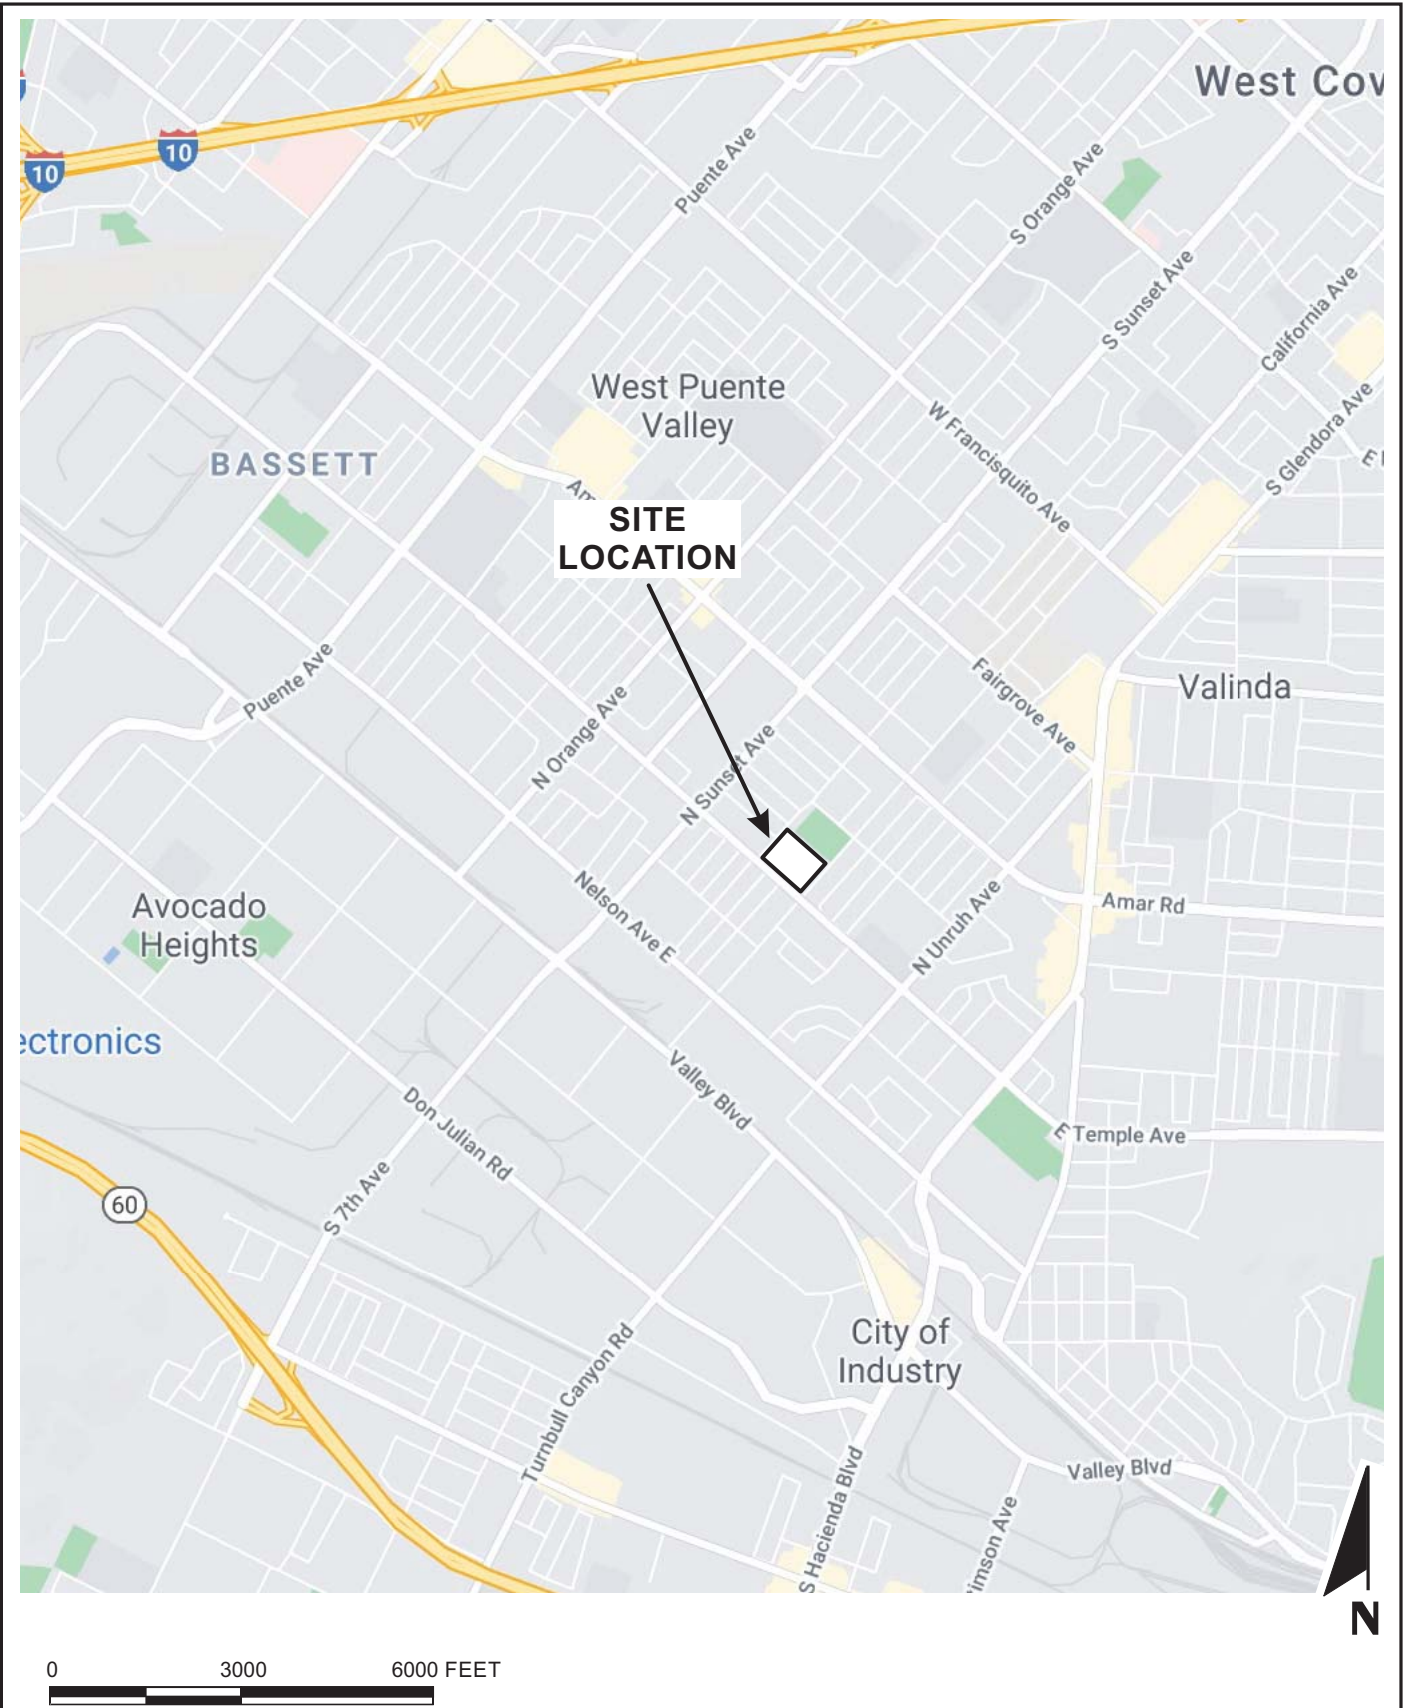 West Cov
10
10
Puente Ave
S Orange Ave
S Sunset Ave
California Ave
West Puente
Valley
S Glendora Ave
W Francisquito Ave
BASSETT
E
Am
SITE
LOCATION
Puente Ave
N Orange Ave
Fairgrove Ave
Valinda
N Sunset Ave
Avocado
Heights
Nelson Ave E
N Unruh Ave
Amar Rd
ectronics
Valley Blvd
Don Julian Rd
E Temple Ave
60
S 7th Ave
City of
Industry
Turnbull Canyon Rd
S Hacienda Blvd
Valley Blvd
timson Ave
N
0 3000 6000 FEET